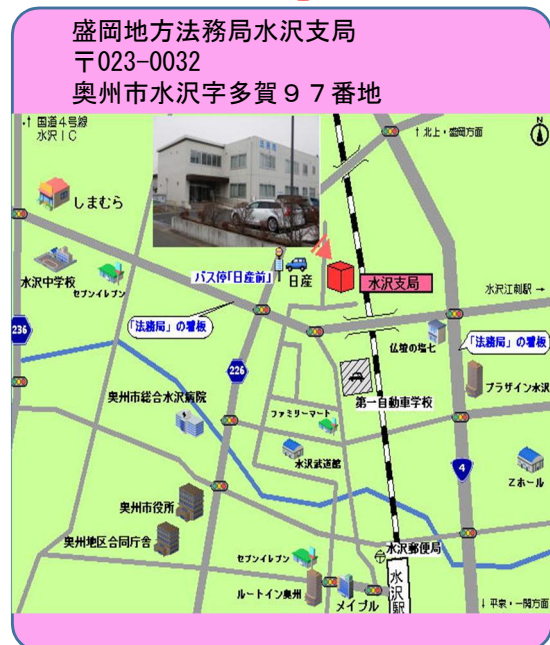 盛岡地方法務局水沢支局
〒023-0032
奥州市水沢字多賀９７番地
↑国道4号線
水沢IC
↑北上・盛岡方面
N
しまむら
水沢中学校
セブンイレブン
バス停「日産前」
日産
水沢支局
水沢江刺駅→
236
「法務局」の看板
仏壇の塩七
「法務局」の看板
226
第一自動車学校
プラザイン水沢
奥州市総合水沢病院
ファミリーマート
水沢武道館
4
Zホール
奥州市役所
奥州地区合同庁舎
セブンイレブン
水沢郵便局
ルートイン奥州
メイプル
水沢駅
↓平泉・一関方面